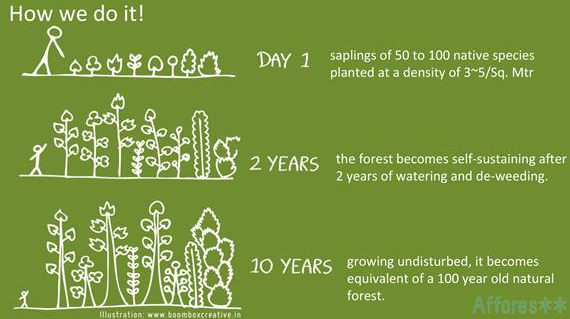 How we do it!
DAY 1
saplings of 50 to 100 native species
planted at a density of 3~5/Sq. Mtr
2 YEARS
the forest becomes self-sustaining after
2 years of watering and de-weeding.
10 YEARS
growing undisturbed, it becomes
equivalent of a 100 year old natural
forest.
Illustration: www.boomboxcreative.in
Affores**